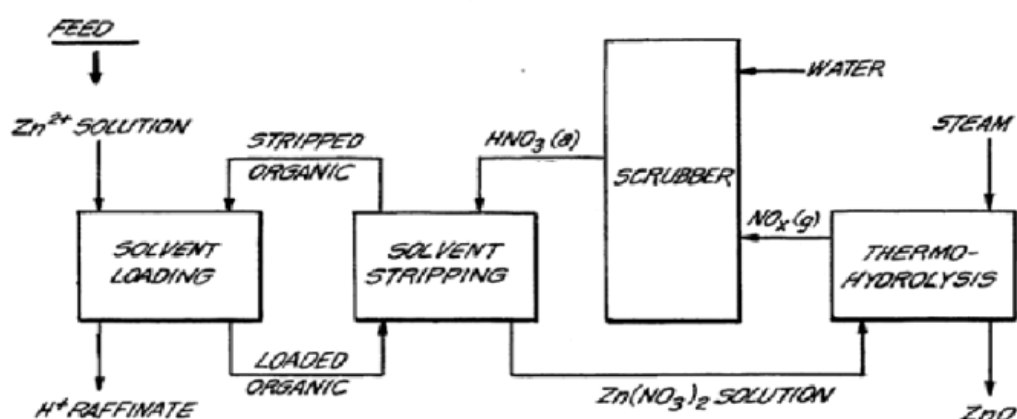 FEED
Zn2+ SOLUTION
STRIPPED
ORGANIC
HNO3(a)
WATER
STEAM
SOLVENT
LOADING
SOLVENT
STRIPPING
SCRUBBER
NOx(g)
THERMO-
HYDROLYSIS
LOADED
ORGANIC
H+ RAFFINATE
Zn(NO3)2 SOLUTION
ZnO